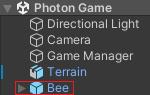 Photon Game
Directional Light
Camera
Game Manager
Terrain
Bee